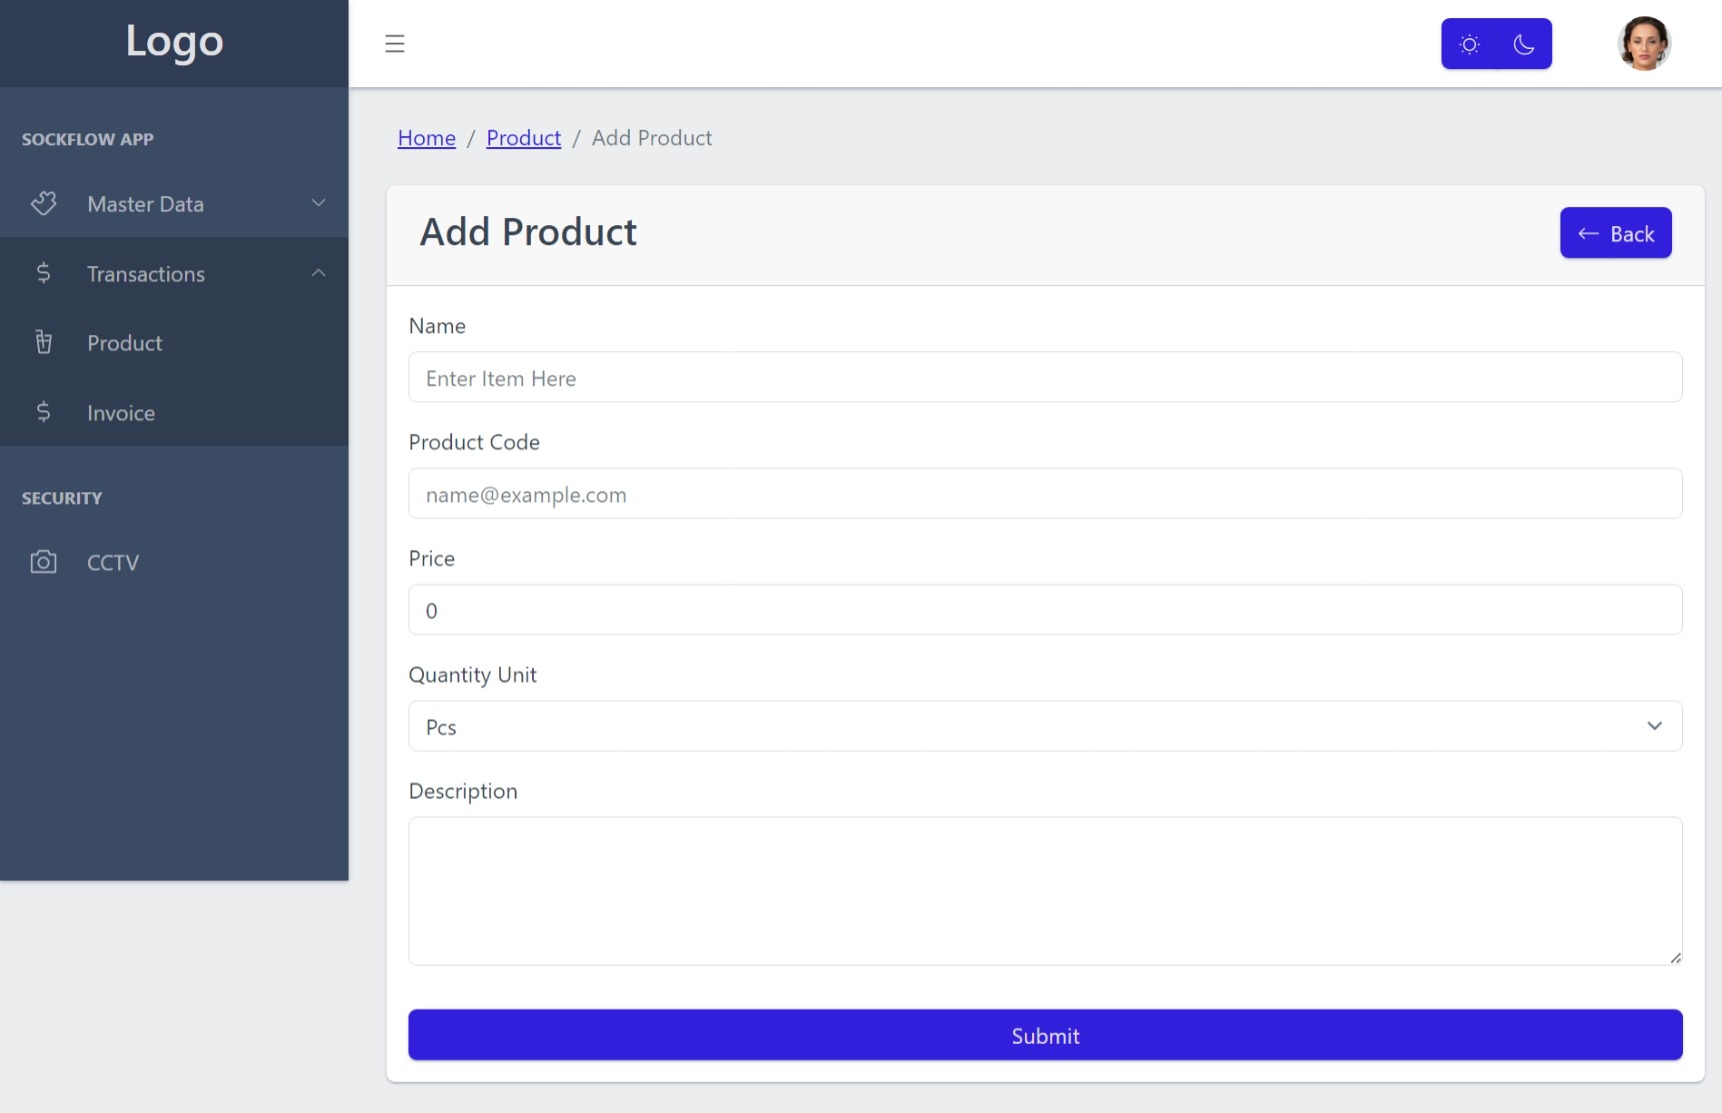 Logo
SOCKFLOW APP
Master Data
Transactions
Product
Invoice
SECURITY
CCTV
Home / Product / Add Product
Add Product
← Back
Name
Enter Item Here
Product Code
name@example.com
Price
0
Quantity Unit
Pcs
Description
Submit